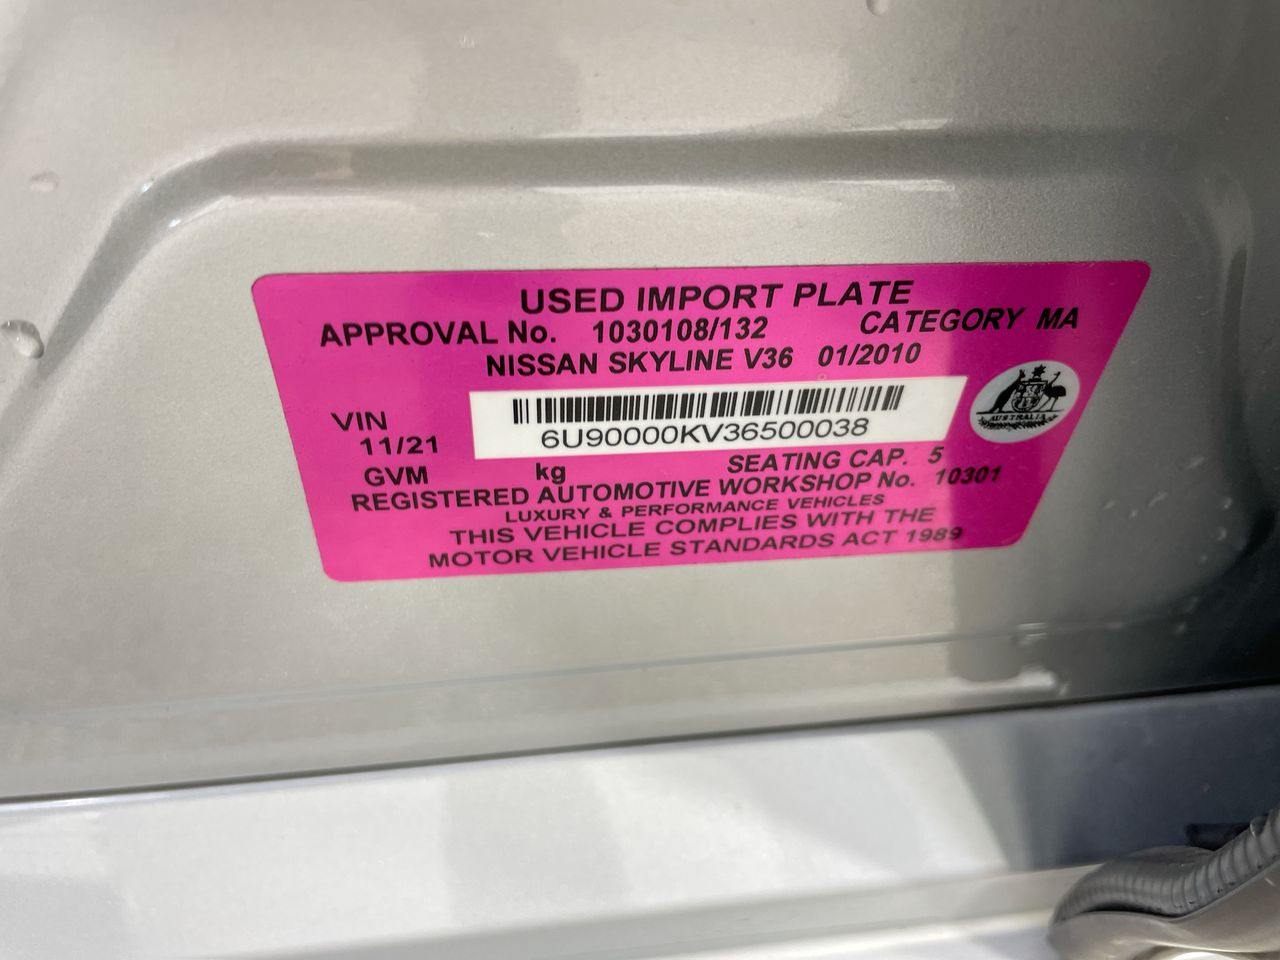 USED IMPORT PLATE
APPROVAL No. 1030108/132 CATEGORY MA
NISSAN SKYLINE V36 01/2010
VIN 6U90000KV36500038
11/21
AUSTRALIA
GVM kg SEATING CAP. 5
REGISTERED AUTOMOTIVE WORKSHOP No. 10301
LUXURY & PERFORMANCE VEHICLES
THIS VEHICLE COMPLIES WITH THE
MOTOR VEHICLE STANDARDS ACT 1989